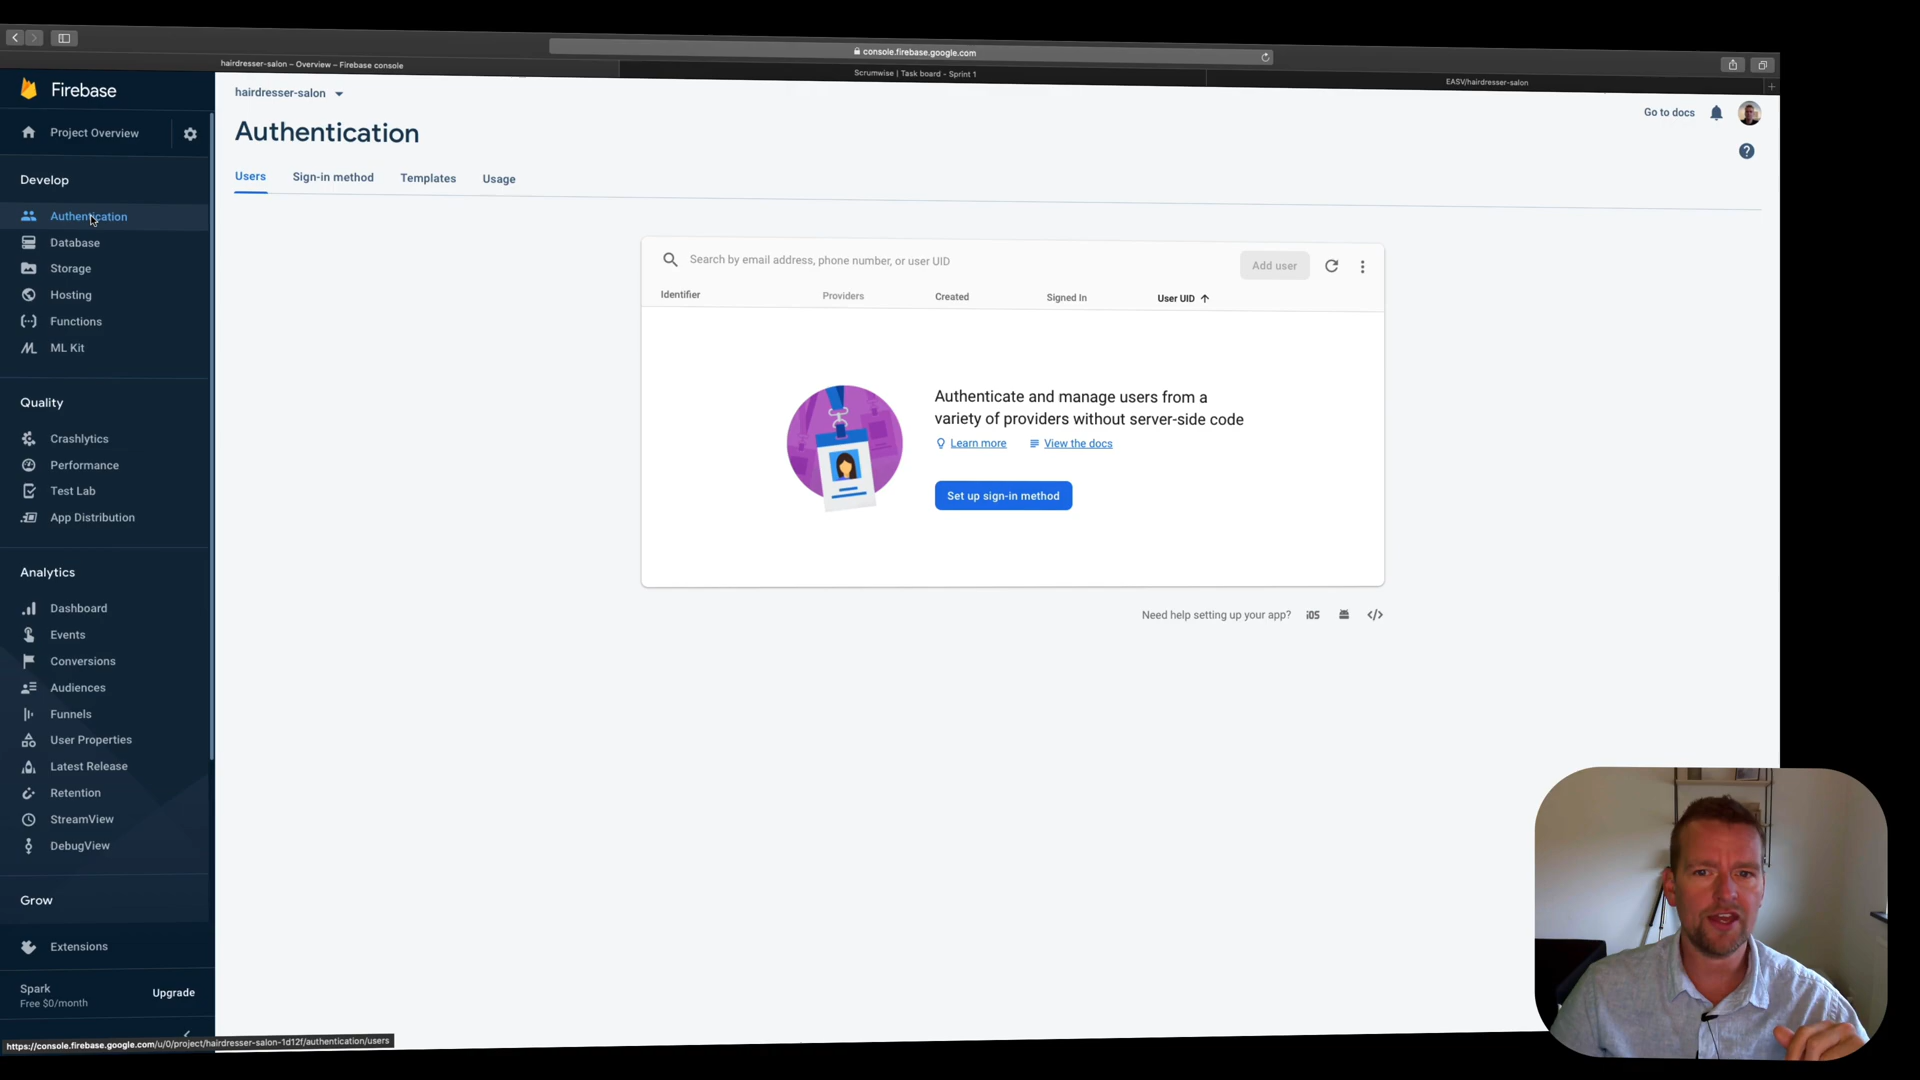 console.firebase.google.com
hairdresser-salon – Overview – Firebase console
Scrumwise | Task board - Sprint 1
EASV/hairdresser-salon
Firebase
Project Overview
Develop
Authentication
Database
Storage
Hosting
Functions
ML Kit
Quality
Crashlytics
Performance
Test Lab
App Distribution
Analytics
Dashboard
Events
Conversions
Audiences
Funnels
User Properties
Latest Release
Retention
StreamView
DebugView
Grow
Extensions
Spark
Free $0/month
Upgrade
https://console.firebase.google.com/u/0/project/hairdresser-salon-1d12f/authentication/users
hairdresser-salon
Go to docs
Authentication
Users Sign-in method Templates Usage
Search by email address, phone number, or user UID
Add user
Identifier Providers Created Signed In User UID
Authenticate and manage users from a
variety of providers without server-side code
Learn more View the docs
Set up sign-in method
Need help setting up your app? iOS